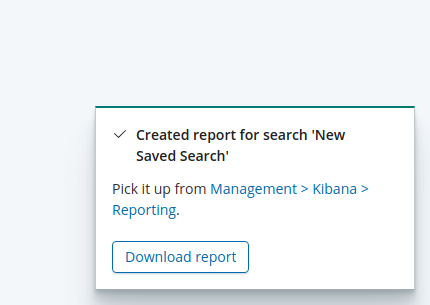 Created report for search 'New
Saved Search'
Pick it up from Management > Kibana >
Reporting.
Download report